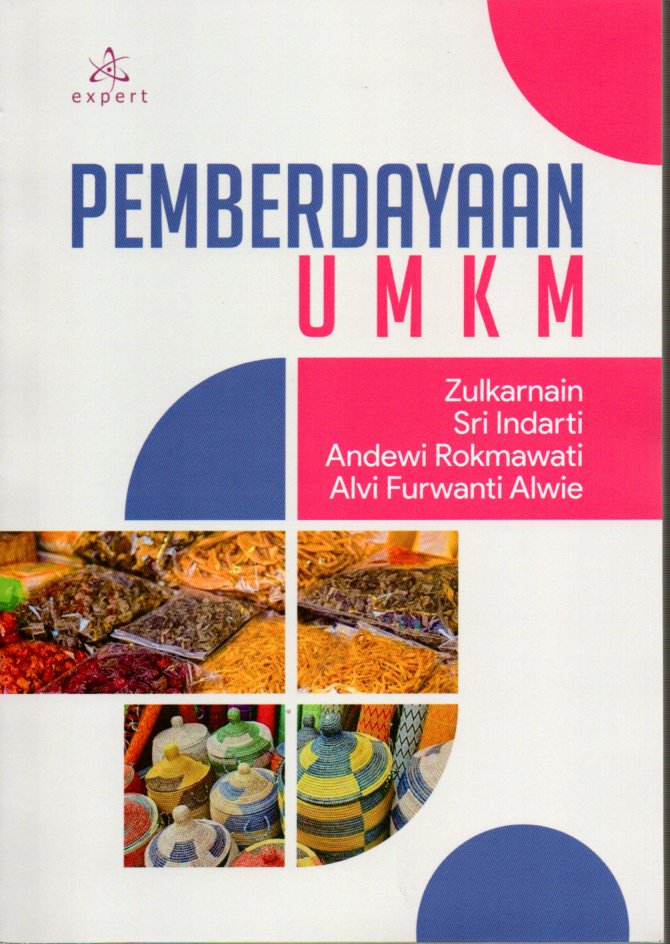 expert
PEMBERDAYAAN
UMKM
Zulkarnain
Sri Indarti
Andewi Rokmawati
Alvi Furwanti Alwie